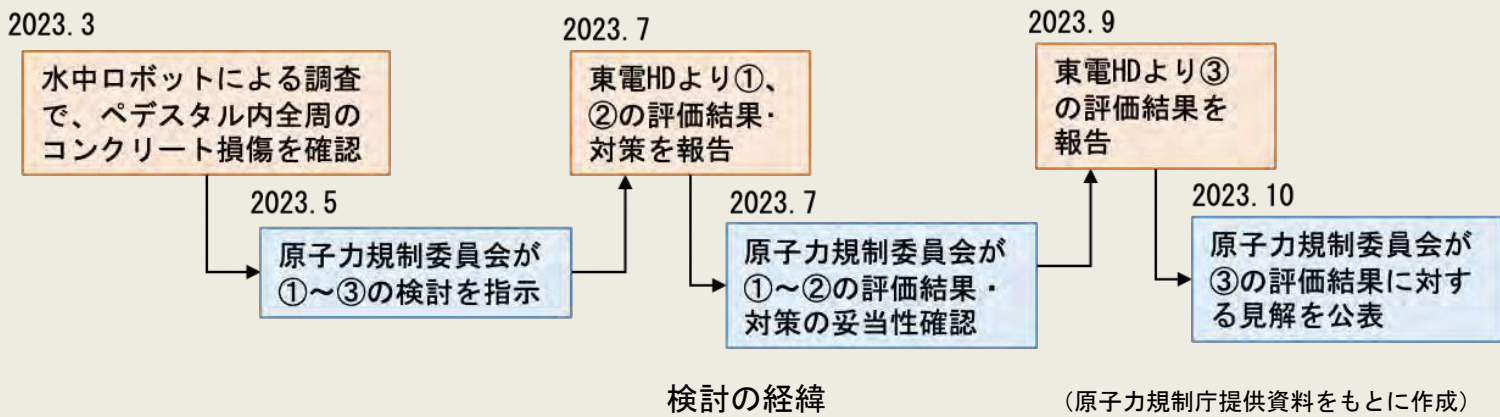 2023.3
水中ロボットによる調査
で、ペデスタル内全周の
コンクリート損傷を確認
2023.5
原子力規制委員会が
①～③の検討を指示
2023.7
東電HDより①、
②の評価結果・
対策を報告
2023.7
原子力規制委員会が
①～②の評価結果・
対策の妥当性確認
2023.9
東電HDより③
の評価結果を
報告
2023.10
原子力規制委員会が
③の評価結果に対す
る見解を公表
検討の経緯
（原子力規制庁提供資料をもとに作成）